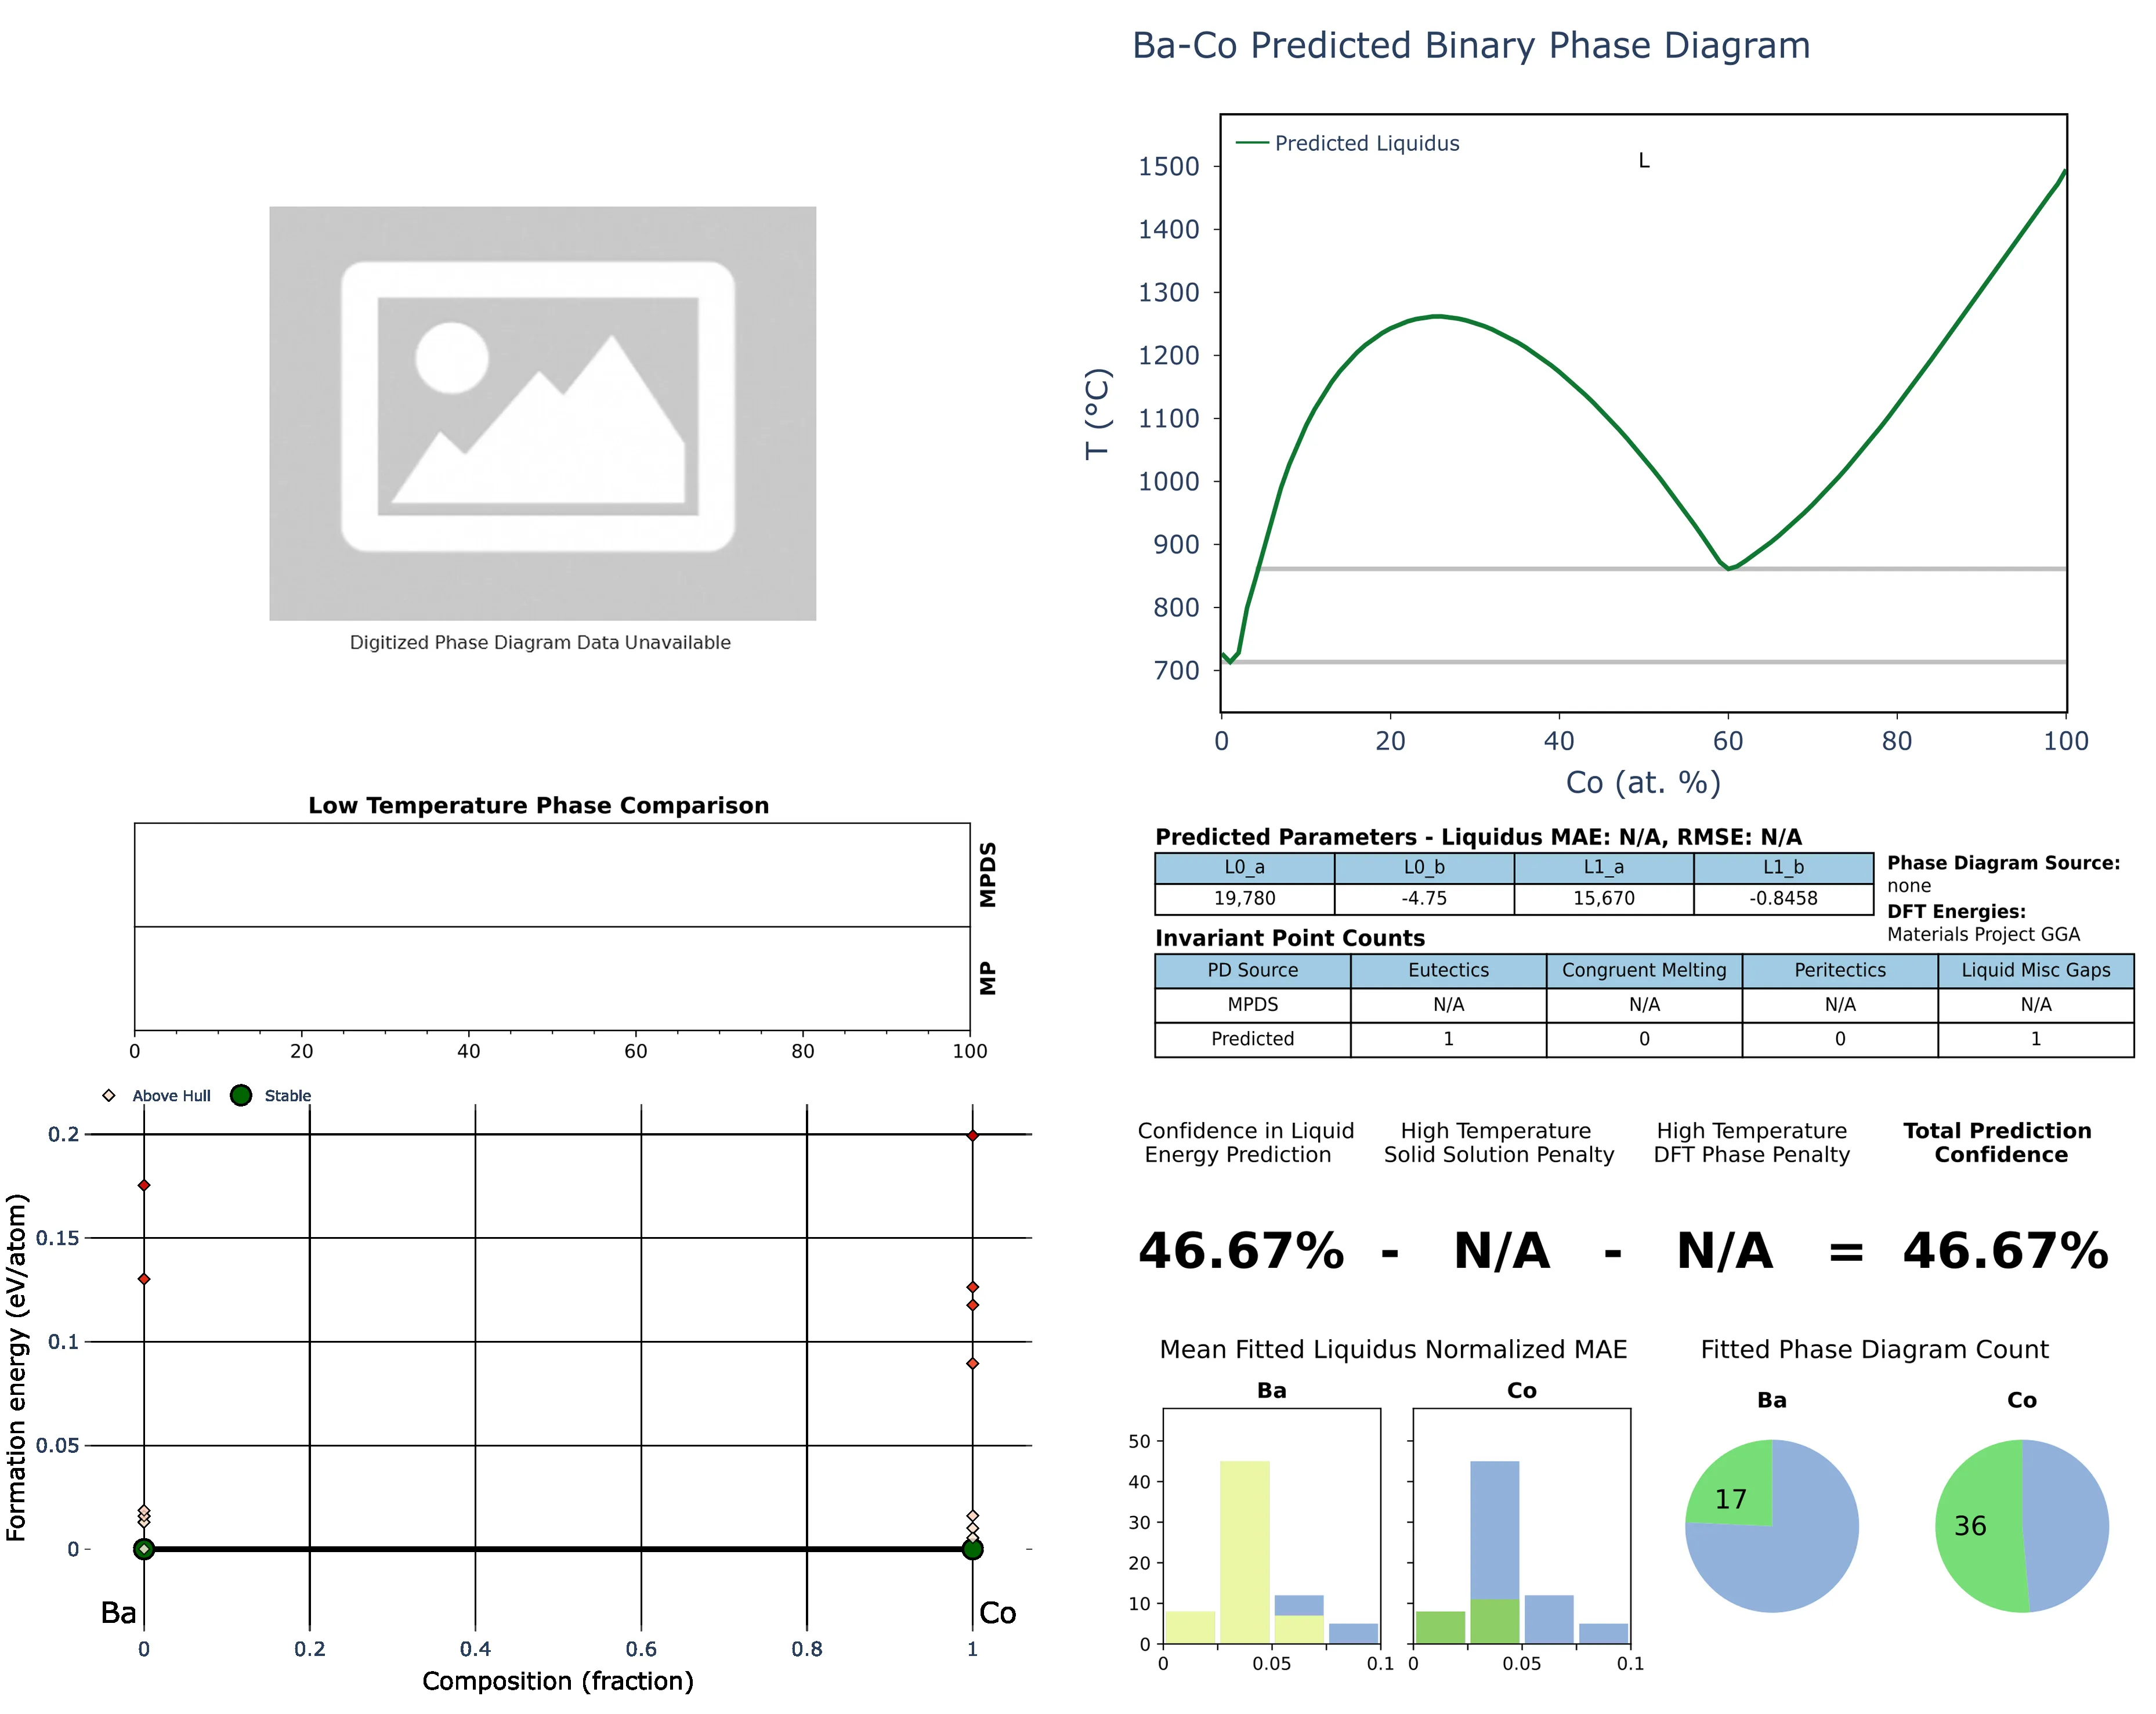 Ba-Co Predicted Binary Phase Diagram
Digitized Phase Diagram Data Unavailable
Predicted Liquidus
L
1500
1400
1300
1200
1100
1000
900
800
700
T (°C)
0 20 40 60 80 100
Co (at. %)
Low Temperature Phase Comparison
MPDS
MP
0 20 40 60 80 100
Predicted Parameters - Liquidus MAE: N/A, RMSE: N/A
L0_a L0_b L1_a L1_b
19,780 -4.75 15,670 -0.8458
Phase Diagram Source:
none
DFT Energies:
Materials Project GGA
Invariant Point Counts
PD Source Eutectics Congruent Melting Peritectics Liquid Misc Gaps
MPDS N/A N/A N/A N/A
Predicted 1 0 0 1
Above Hull Stable
0.2
0.15
0.1
0.05
0
Formation energy (eV/atom)
Ba Co
0 0.2 0.4 0.6 0.8 1
Composition (fraction)
Confidence in Liquid
Energy Prediction
High Temperature
Solid Solution Penalty
High Temperature
DFT Phase Penalty
Total Prediction
Confidence
46.67% - N/A - N/A = 46.67%
Mean Fitted Liquidus Normalized MAE
Ba Co
50
40
30
20
10
0
0 0.05 0.1 0 0.05 0.1
Fitted Phase Diagram Count
Ba Co
17 36